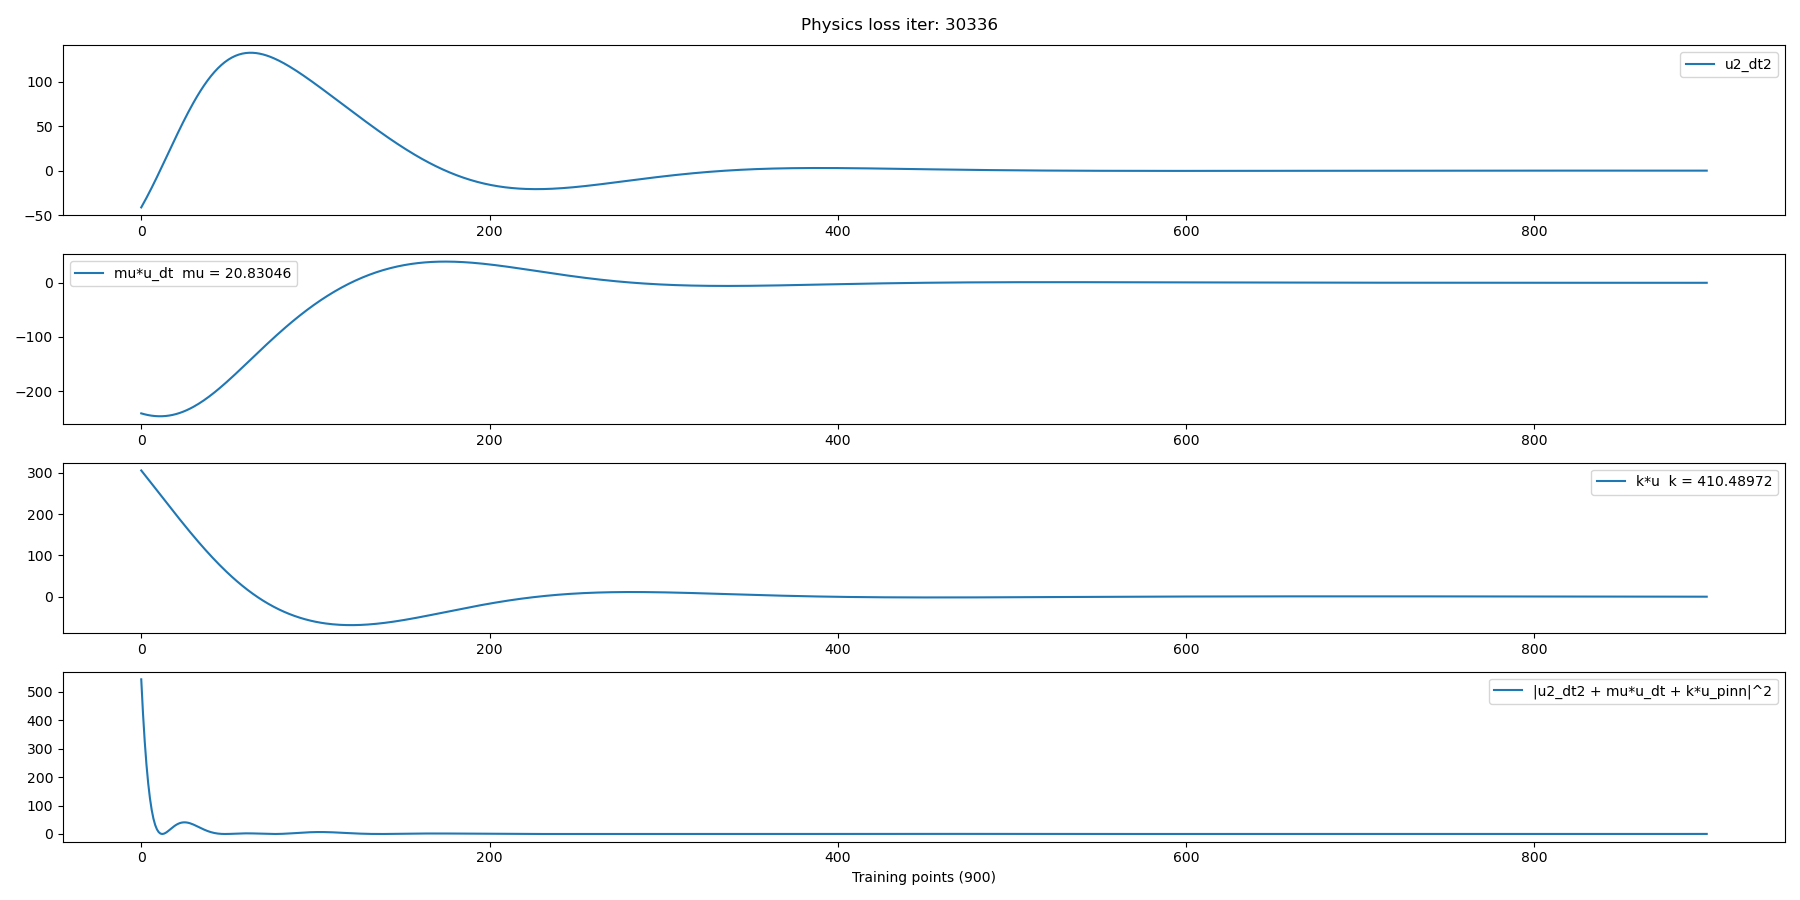 Physics loss iter: 30336
100
50
0
−50
u2_dt2
0 200 400 600 800
0
−100
−200
mu*u_dt  mu = 20.83046
0 200 400 600 800
300
200
100
0
k*u  k = 410.48972
0 200 400 600 800
500
400
300
200
100
0
|u2_dt2 + mu*u_dt + k*u_pinn|^2
0 200 400 600 800
Training points (900)